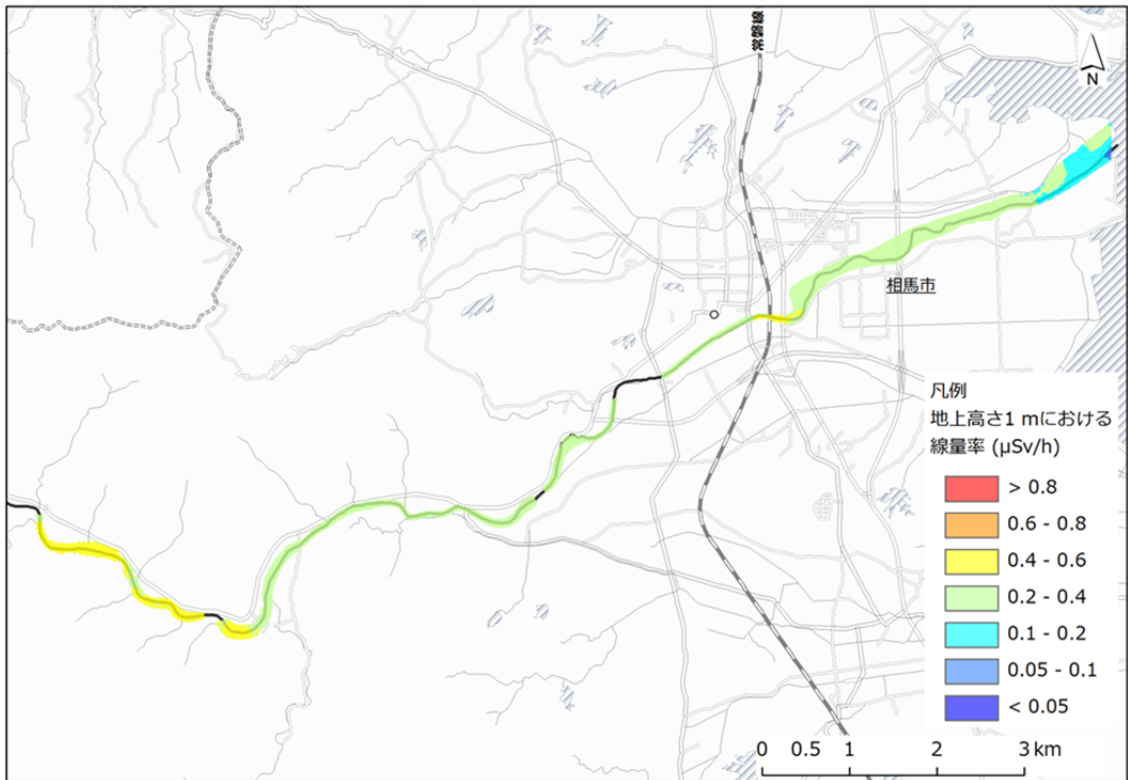 常磐線
N
相馬市
凡例
地上高さ1 mにおける
線量率 (μSv/h)
> 0.8
0.6 - 0.8
0.4 - 0.6
0.2 - 0.4
0.1 - 0.2
0.05 - 0.1
< 0.05
0 0.5 1 2 3 km